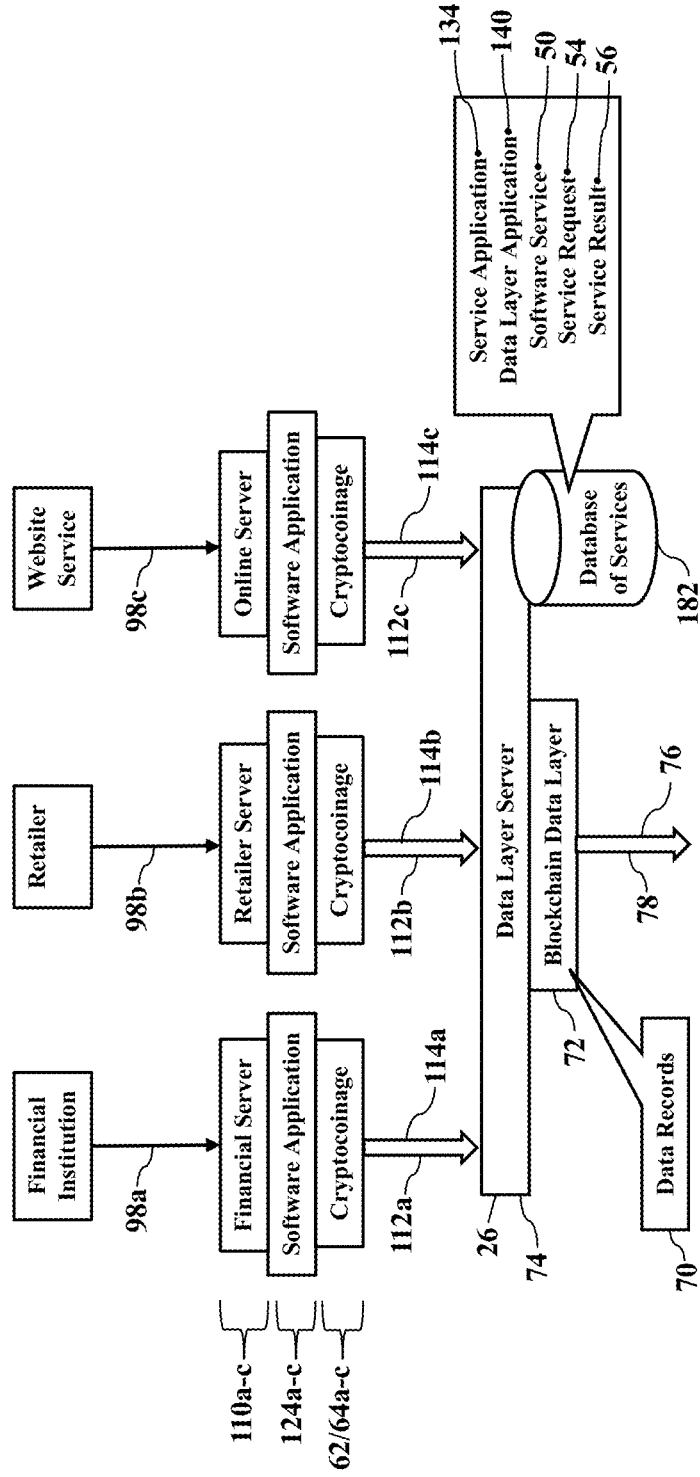 Financial
Institution
Retailer
Website
Service
98a
98b
98c
110a-c
Financial Server
Retailer Server
Online Server
124a-c
Software Application
Software Application
Software Application
62/64a-c
Cryptocoinage
Cryptocoinage
Cryptocoinage
112a
114a
112b
114b
112c
114c
Service Application•
134
Data Layer Application•
140
Software Service•
50
Service Request•
54
Service Result•
56
26
74
Data Layer Server
72
Blockchain Data Layer
Database
of Services
182
70
Data Records
78
76